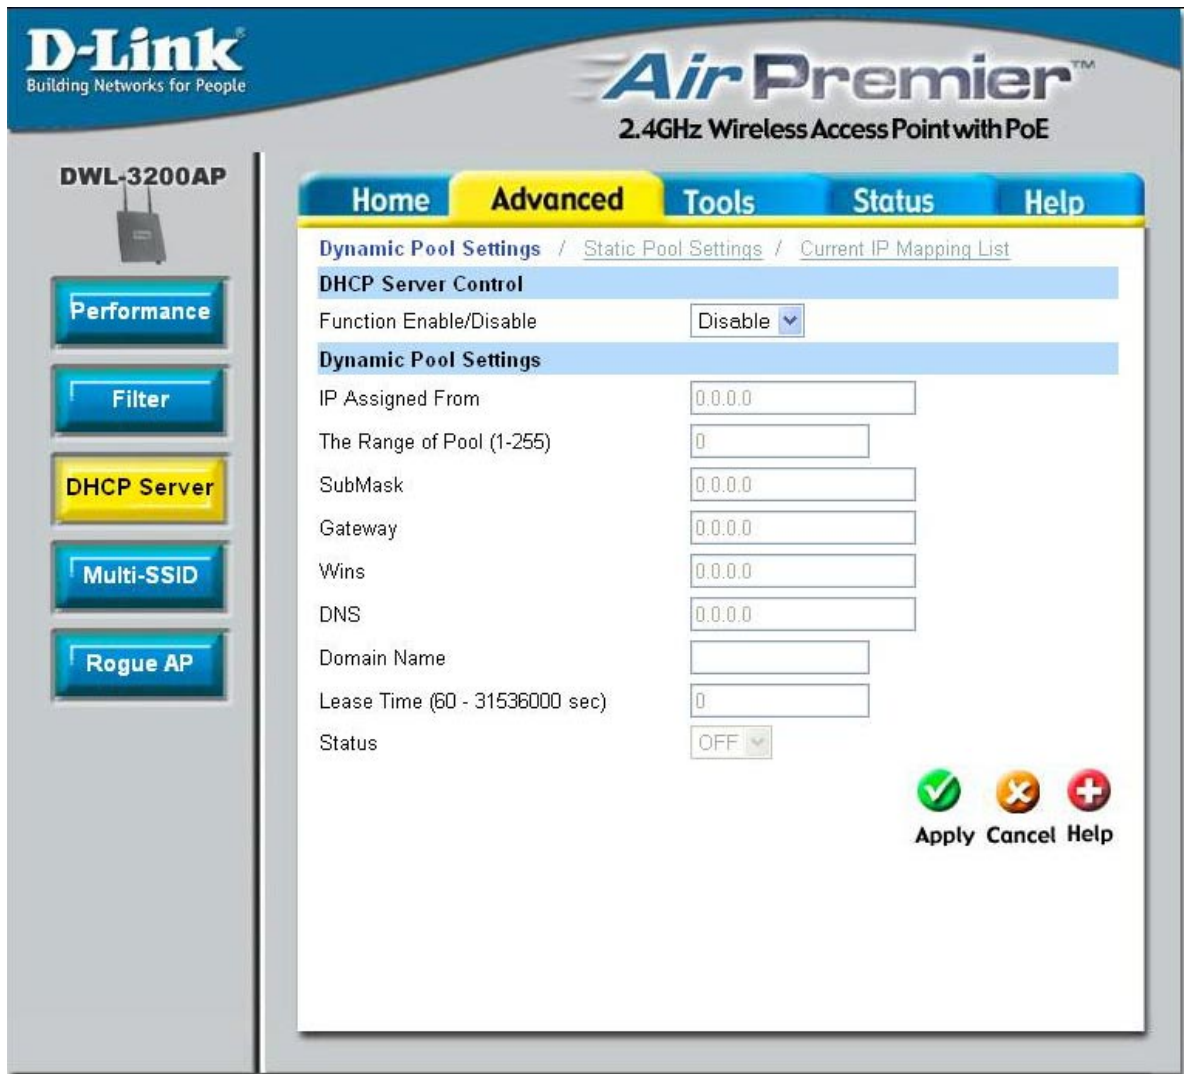 D-Link
Building Networks for People
Air Premier™
2.4GHz Wireless Access Point with PoE
DWL-3200AP
Home Advanced Tools Status Help
Performance
Filter
DHCP Server
Multi-SSID
Rogue AP
Dynamic Pool Settings / Static Pool Settings / Current IP Mapping List
DHCP Server Control
Function Enable/Disable Disable
Dynamic Pool Settings
IP Assigned From 0.0.0.0
The Range of Pool (1-255) 0
SubMask 0.0.0.0
Gateway 0.0.0.0
Wins 0.0.0.0
DNS 0.0.0.0
Domain Name
Lease Time (60 - 31536000 sec) 0
Status OFF
Apply Cancel Help